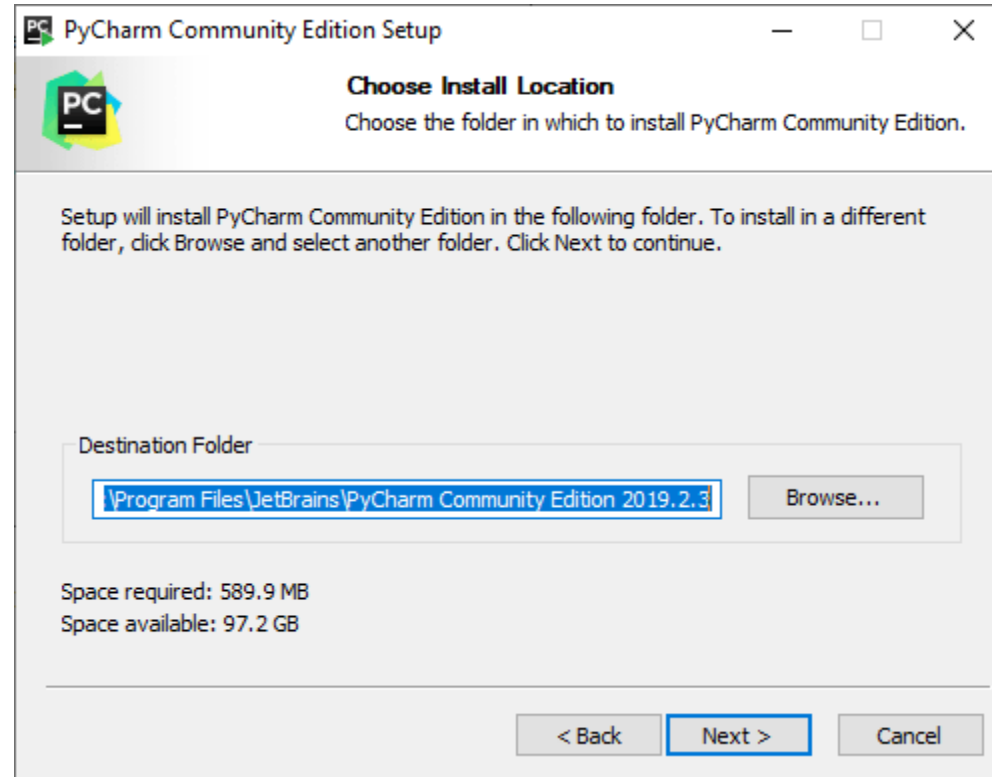 PyCharm Community Edition Setup
PC
Choose Install Location
Choose the folder in which to install PyCharm Community Edition.
Setup will install PyCharm Community Edition in the following folder. To install in a different
folder, click Browse and select another folder. Click Next to continue.
Destination Folder
:\Program Files\JetBrains\PyCharm Community Edition 2019.2.3
Browse...
Space required: 589.9 MB
Space available: 97.2 GB
< Back
Next >
Cancel